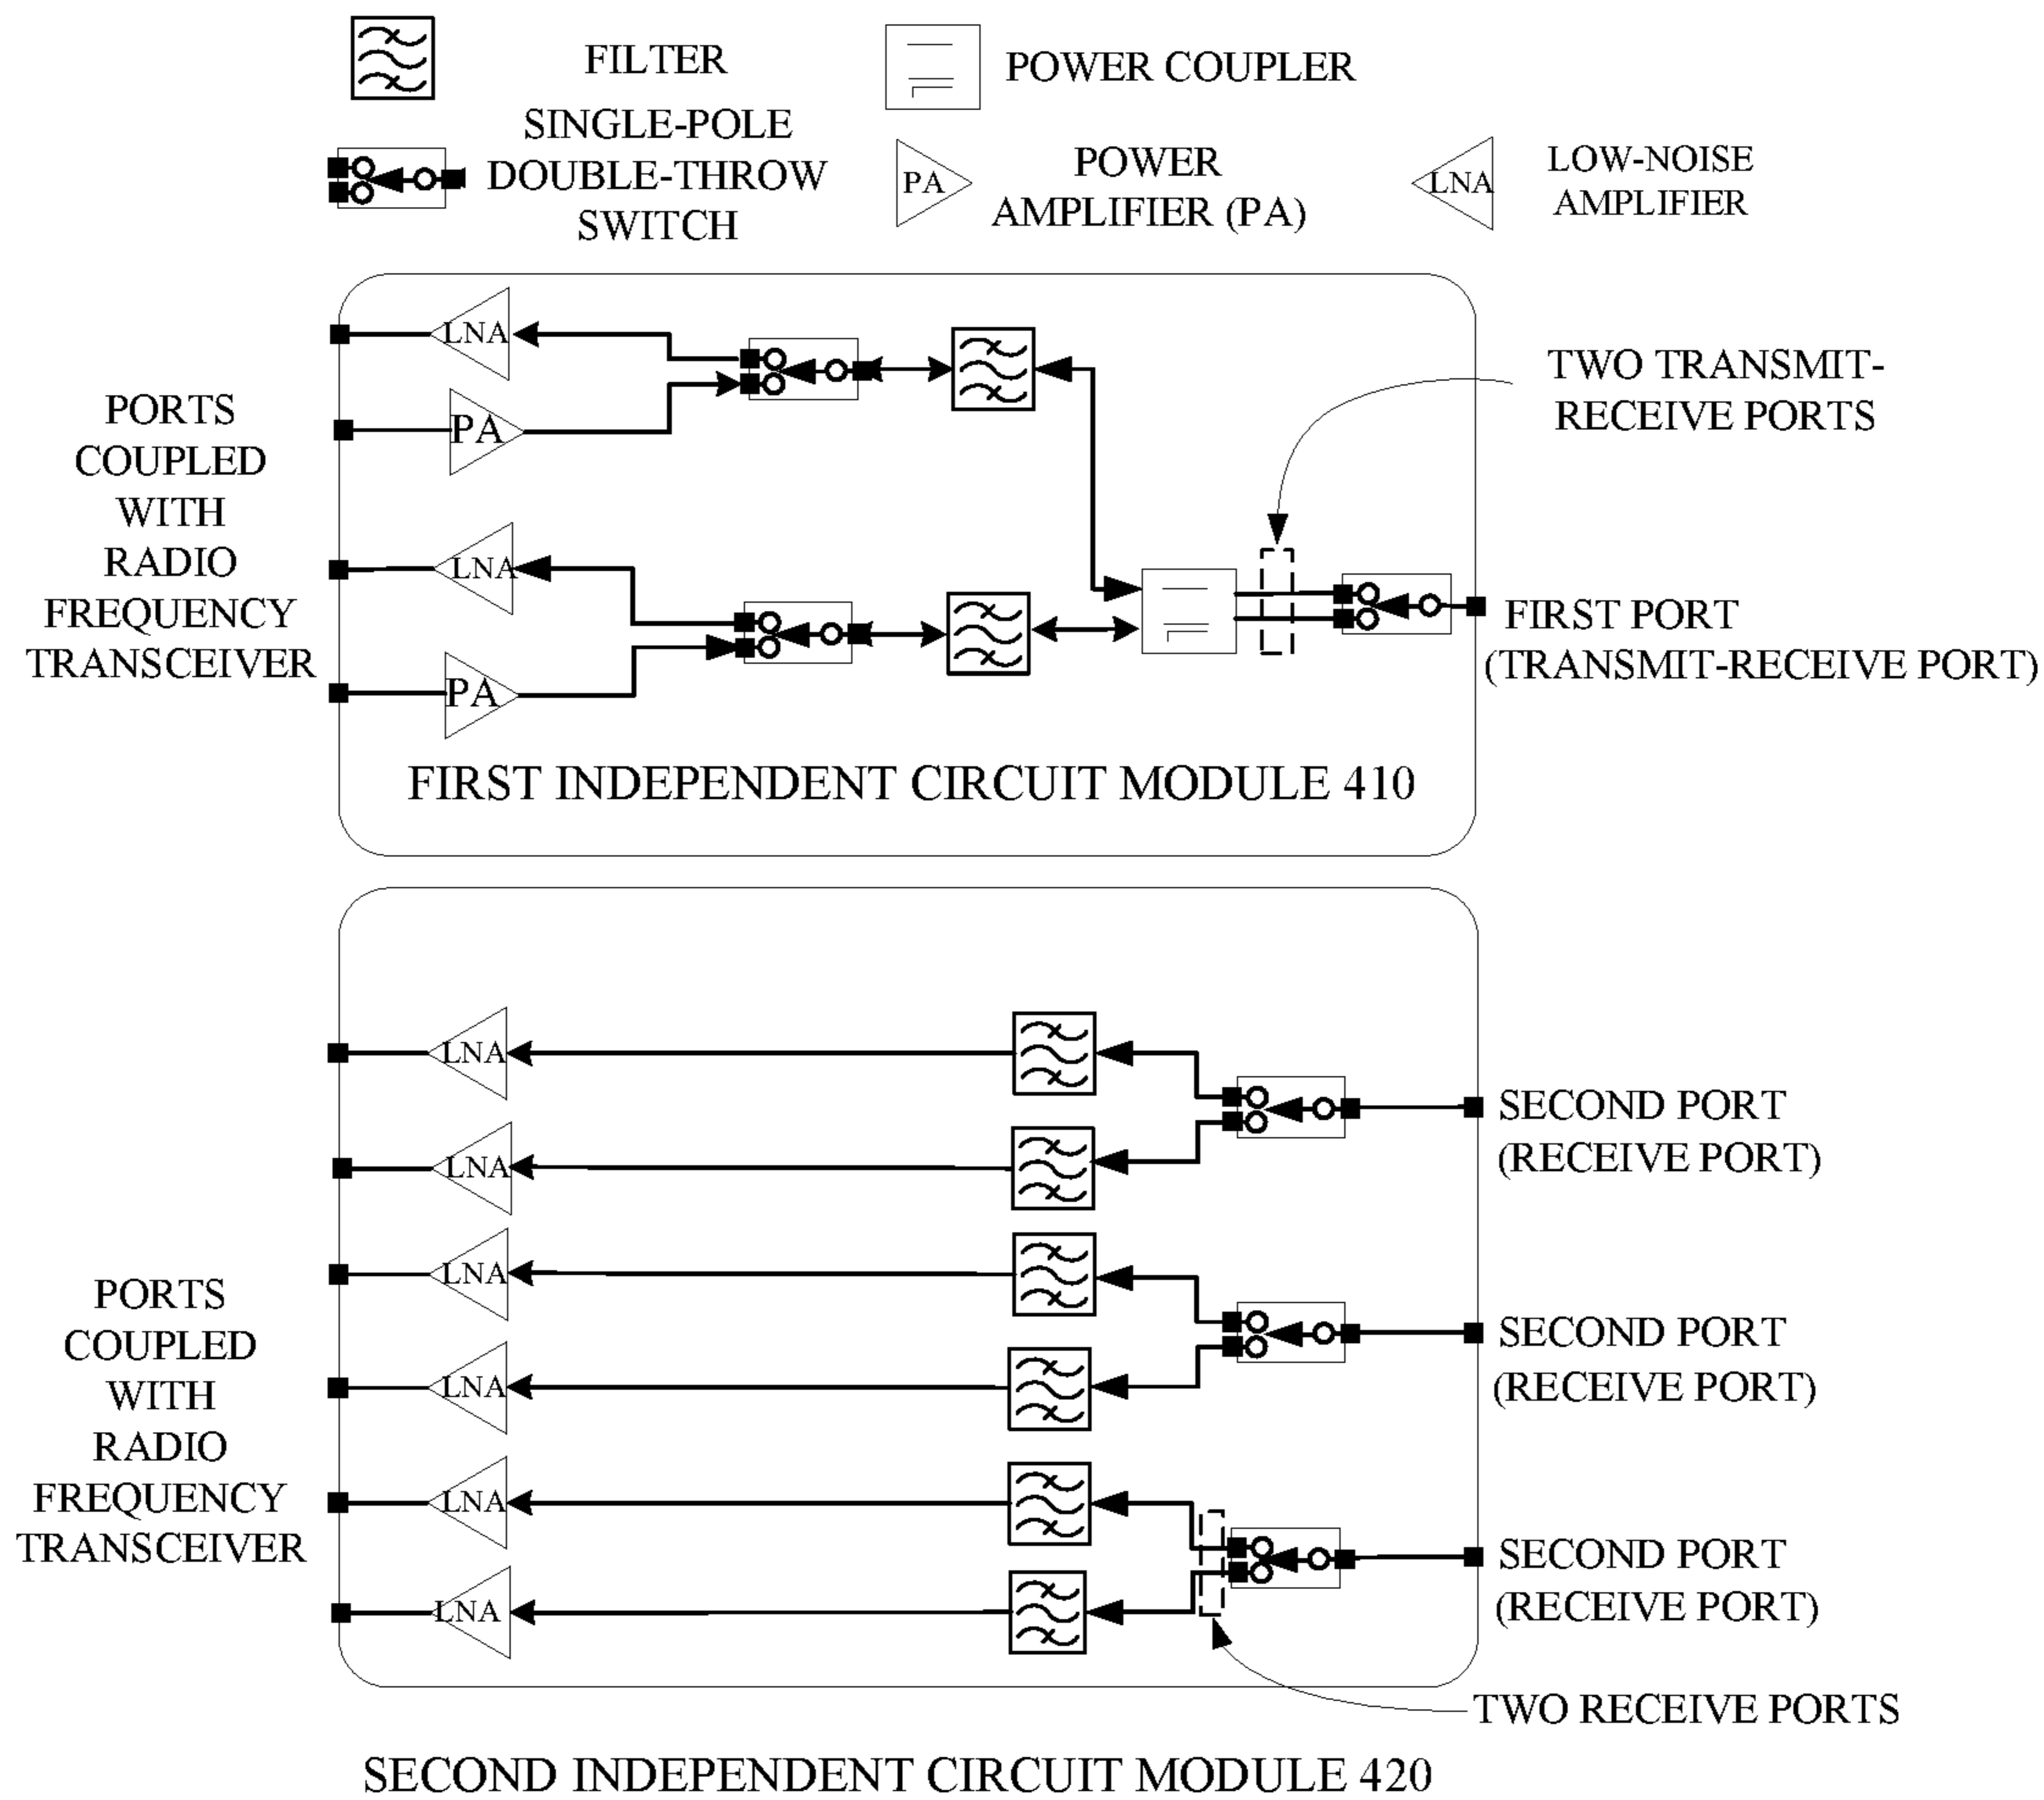 FILTER
SINGLE-POLE
DOUBLE-THROW
SWITCH
POWER COUPLER
PA
POWER
AMPLIFIER (PA)
LNA
LOW-NOISE
AMPLIFIER
PORTS
COUPLED
WITH
RADIO
FREQUENCY
TRANSCEIVER
LNA
PA
LNA
PA
TWO TRANSMIT-
RECEIVE PORTS
FIRST PORT
(TRANSMIT-RECEIVE PORT)
FIRST INDEPENDENT CIRCUIT MODULE 410
LNA
LNA
LNA
LNA
LNA
LNA
PORTS
COUPLED
WITH
RADIO
FREQUENCY
TRANSCEIVER
SECOND PORT
(RECEIVE PORT)
SECOND PORT
(RECEIVE PORT)
SECOND PORT
(RECEIVE PORT)
TWO RECEIVE PORTS
SECOND INDEPENDENT CIRCUIT MODULE 420